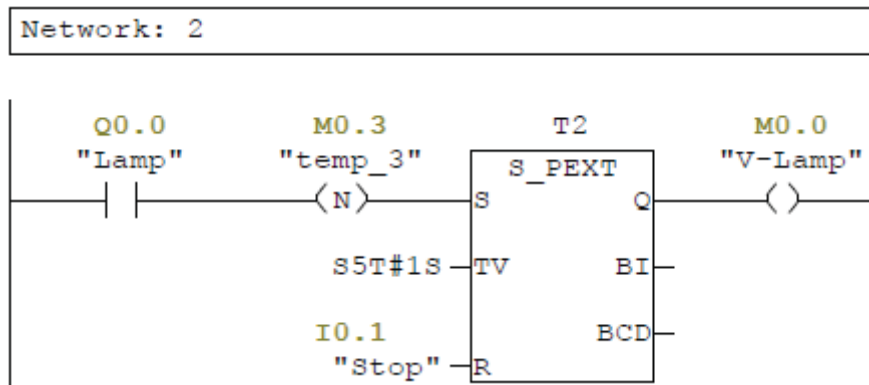 Network: 2
Q0.0 M0.3 T2 M0.0
"Lamp" "temp_3" S_PEXT "V-Lamp"
(N) S Q ()
S5T#1S TV BI
I0.1 BCD
"Stop" R